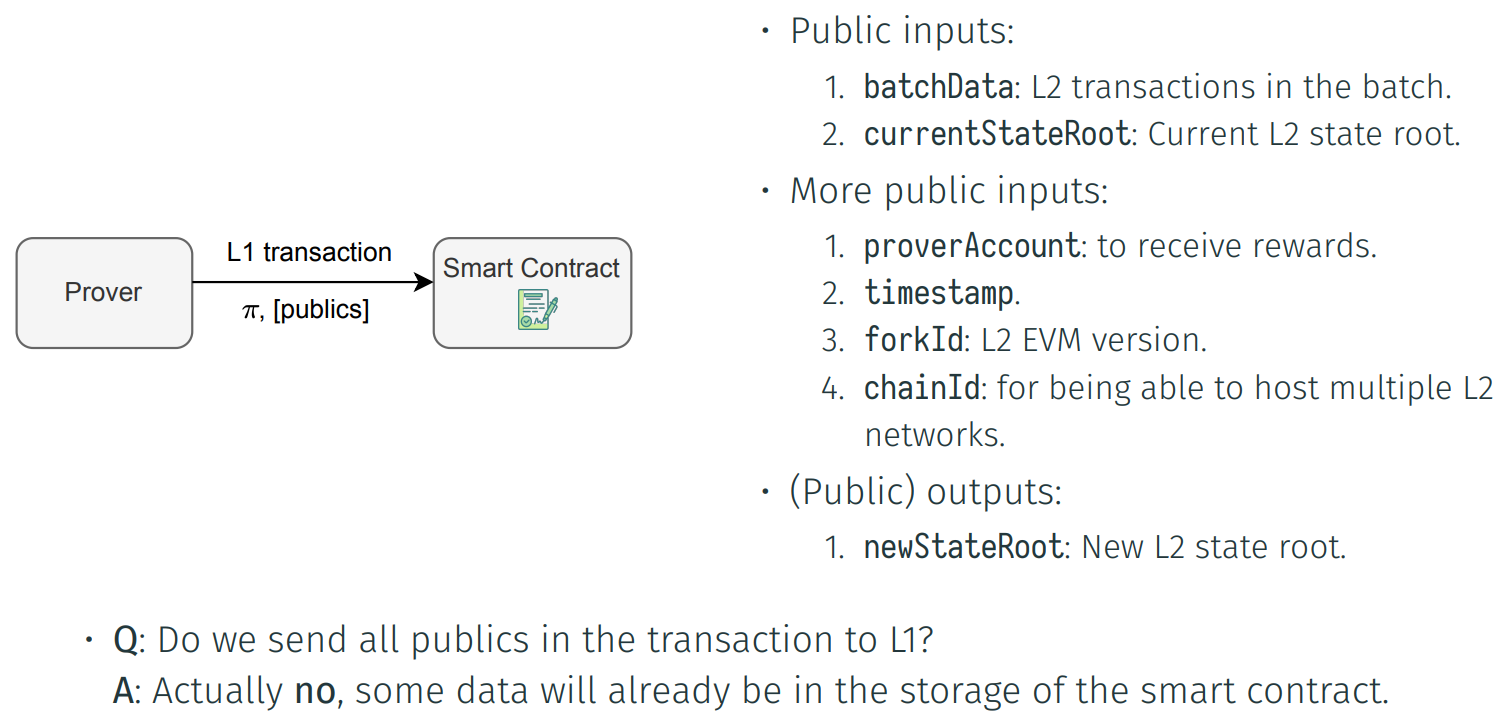 Prover
L1 transaction
π, [publics]
Smart Contract
• Public inputs:
1. batchData: L2 transactions in the batch.
2. currentStateRoot: Current L2 state root.
• More public inputs:
1. proverAccount: to receive rewards.
2. timestamp.
3. forkId: L2 EVM version.
4. chainId: for being able to host multiple L2
networks.
• (Public) outputs:
1. newStateRoot: New L2 state root.
• Q: Do we send all publics in the transaction to L1?
A: Actually no, some data will already be in the storage of the smart contract.